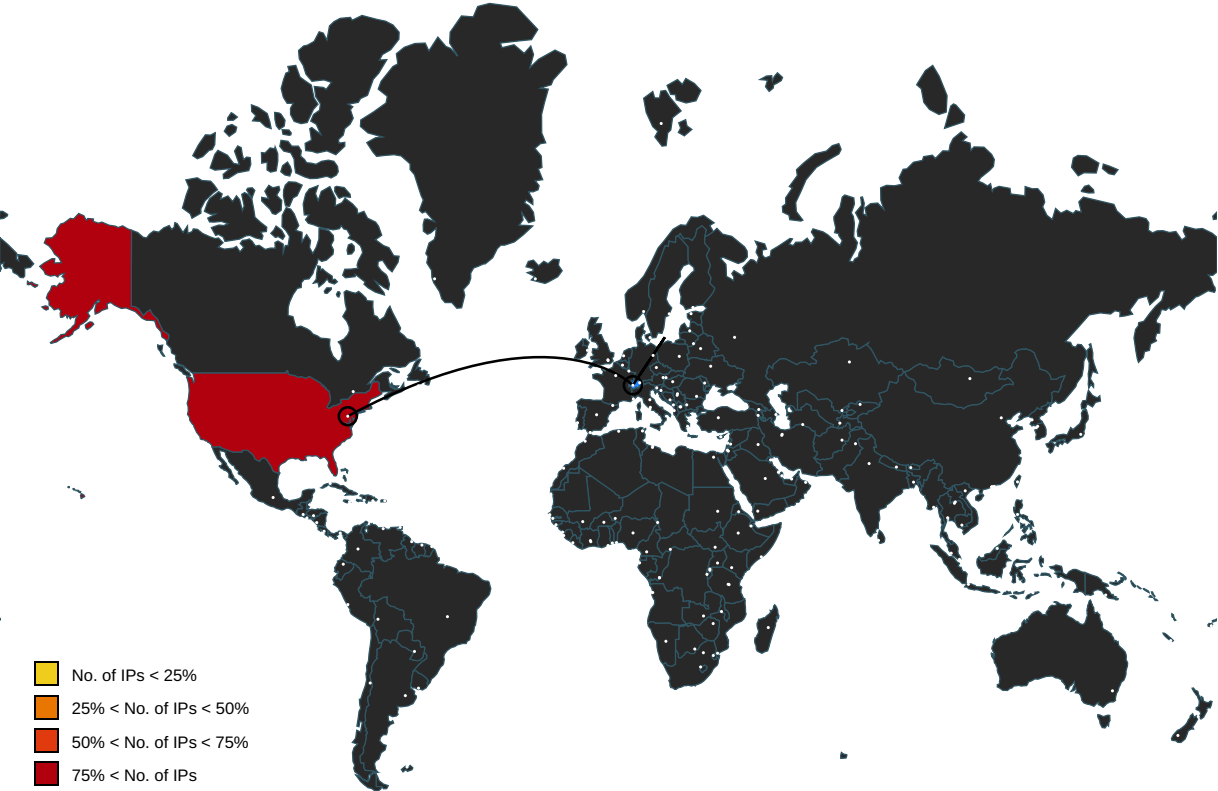 No. of IPs < 25%
25% < No. of IPs < 50%
50% < No. of IPs < 75%
75% < No. of IPs